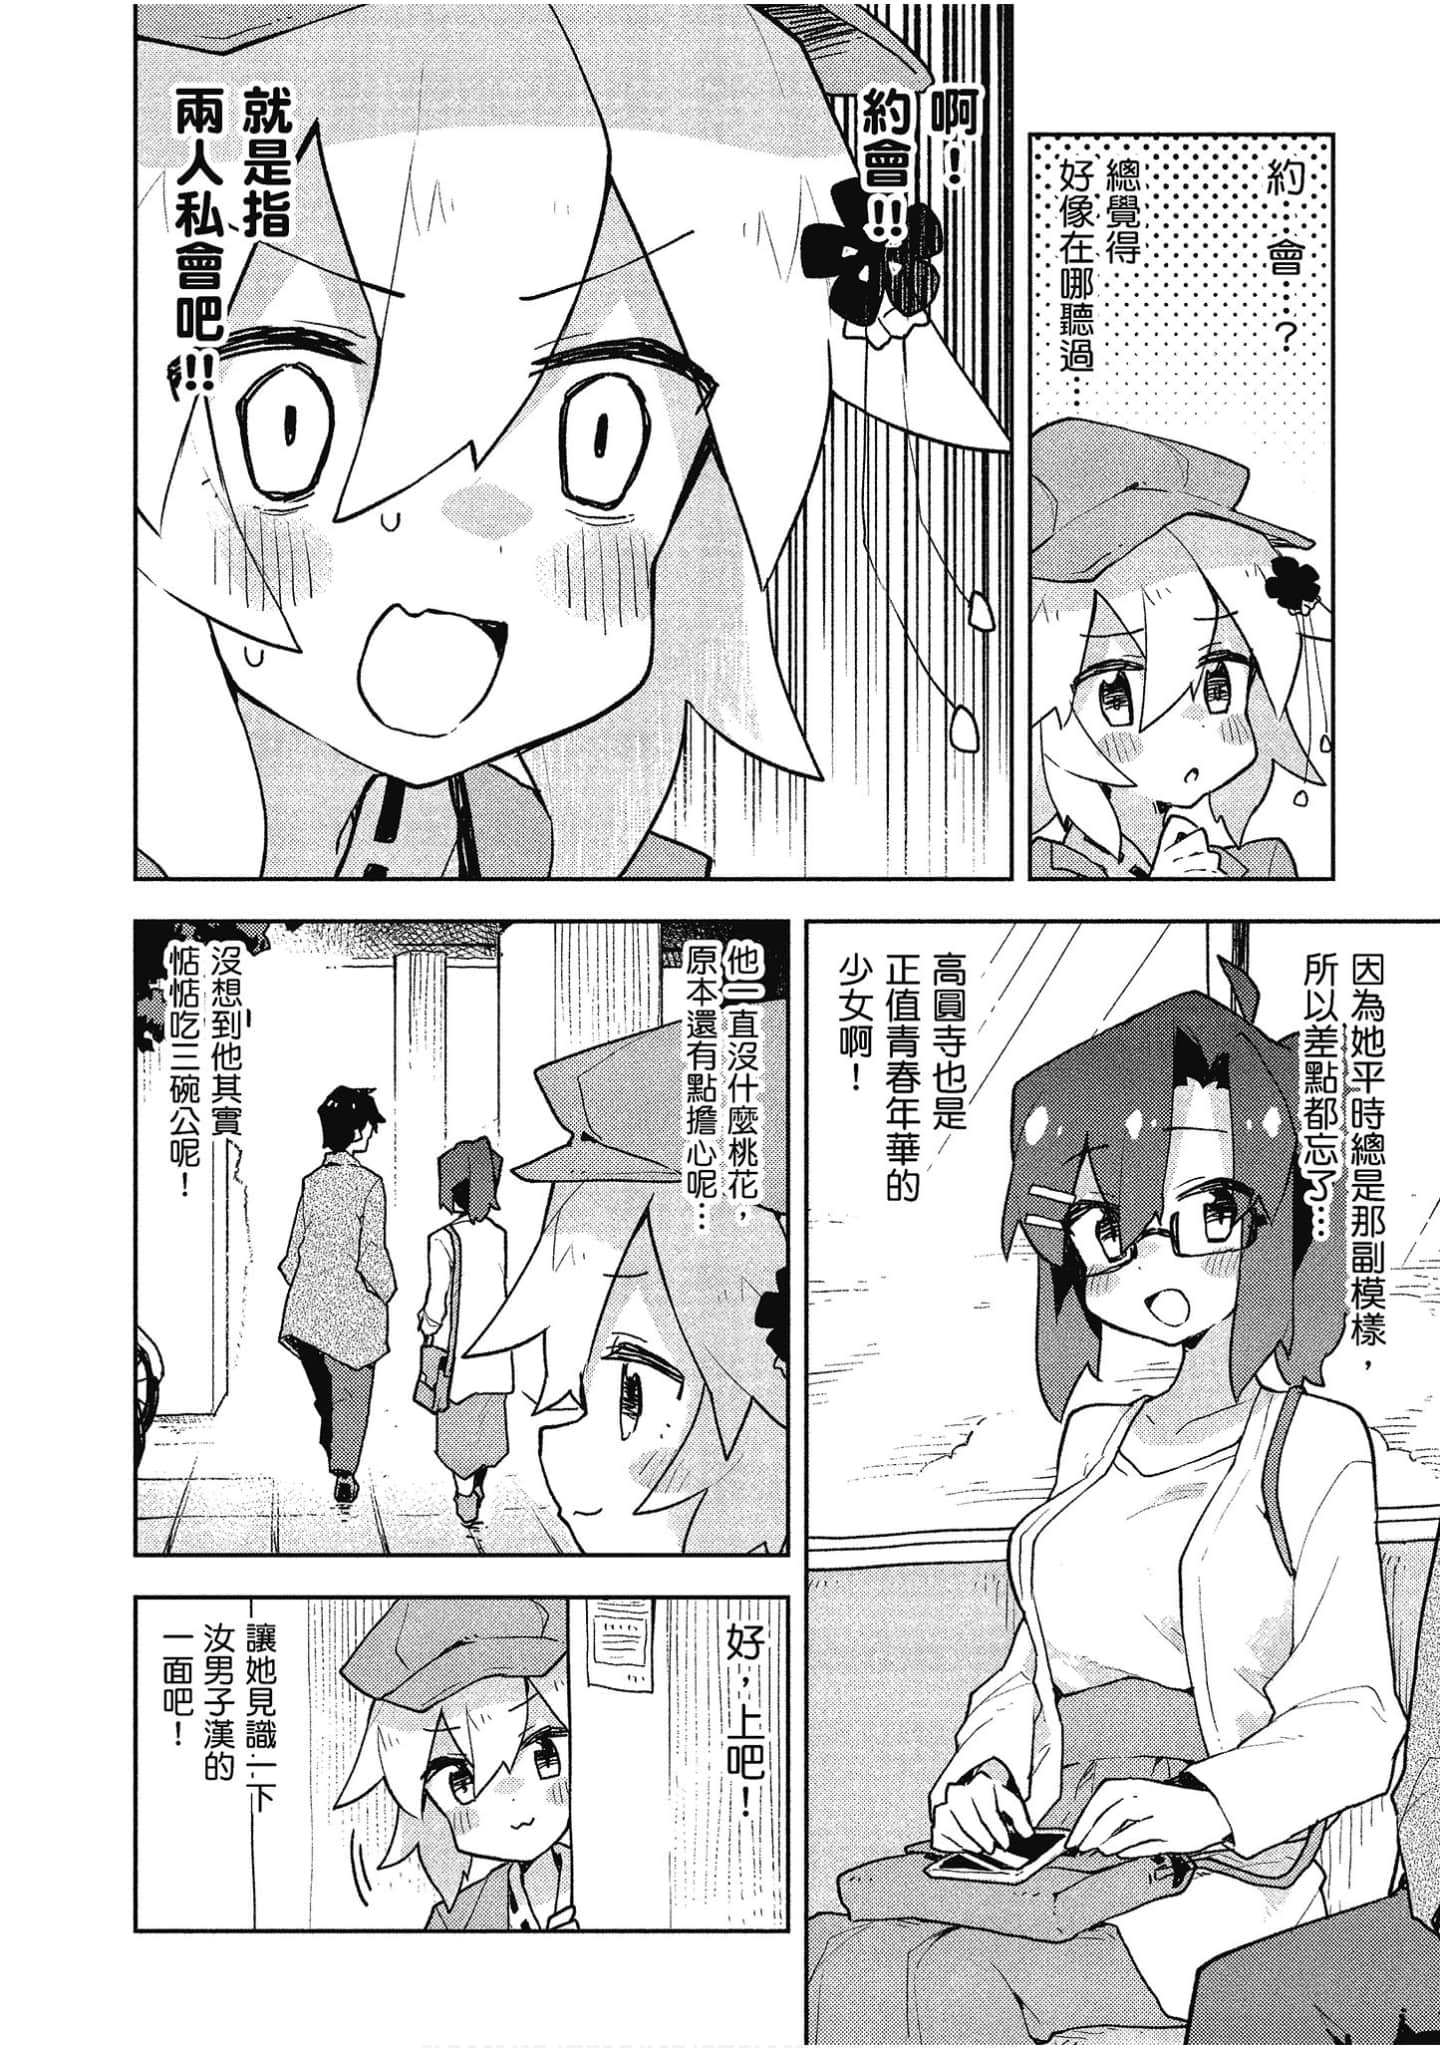 約…會…？
總覺得
好像在哪聽過…
啊！
約會!!
就是指
兩人私會吧!!
因為她平時總是那副模樣，
所以差點都忘了…
高圓寺也是
正值青春年華的
少女啊！
他一直沒什麼桃花，
原本還有點擔心呢…
沒想到他其實
惦惦吃三碗公呢！
好，上吧！
讓她見識一下
汝男子漢的
一面吧！